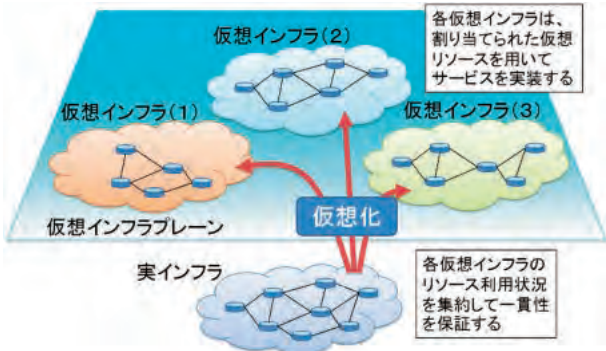 各仮想インフラは、
割り当てられた仮想
リソースを用いて
サービスを実装する
仮想インフラ(2)
仮想インフラ(1)
仮想インフラ(3)
仮想インフラプレーン
仮想化
実インフラ
各仮想インフラの
リソース利用状況
を集約して一貫性
を保証する